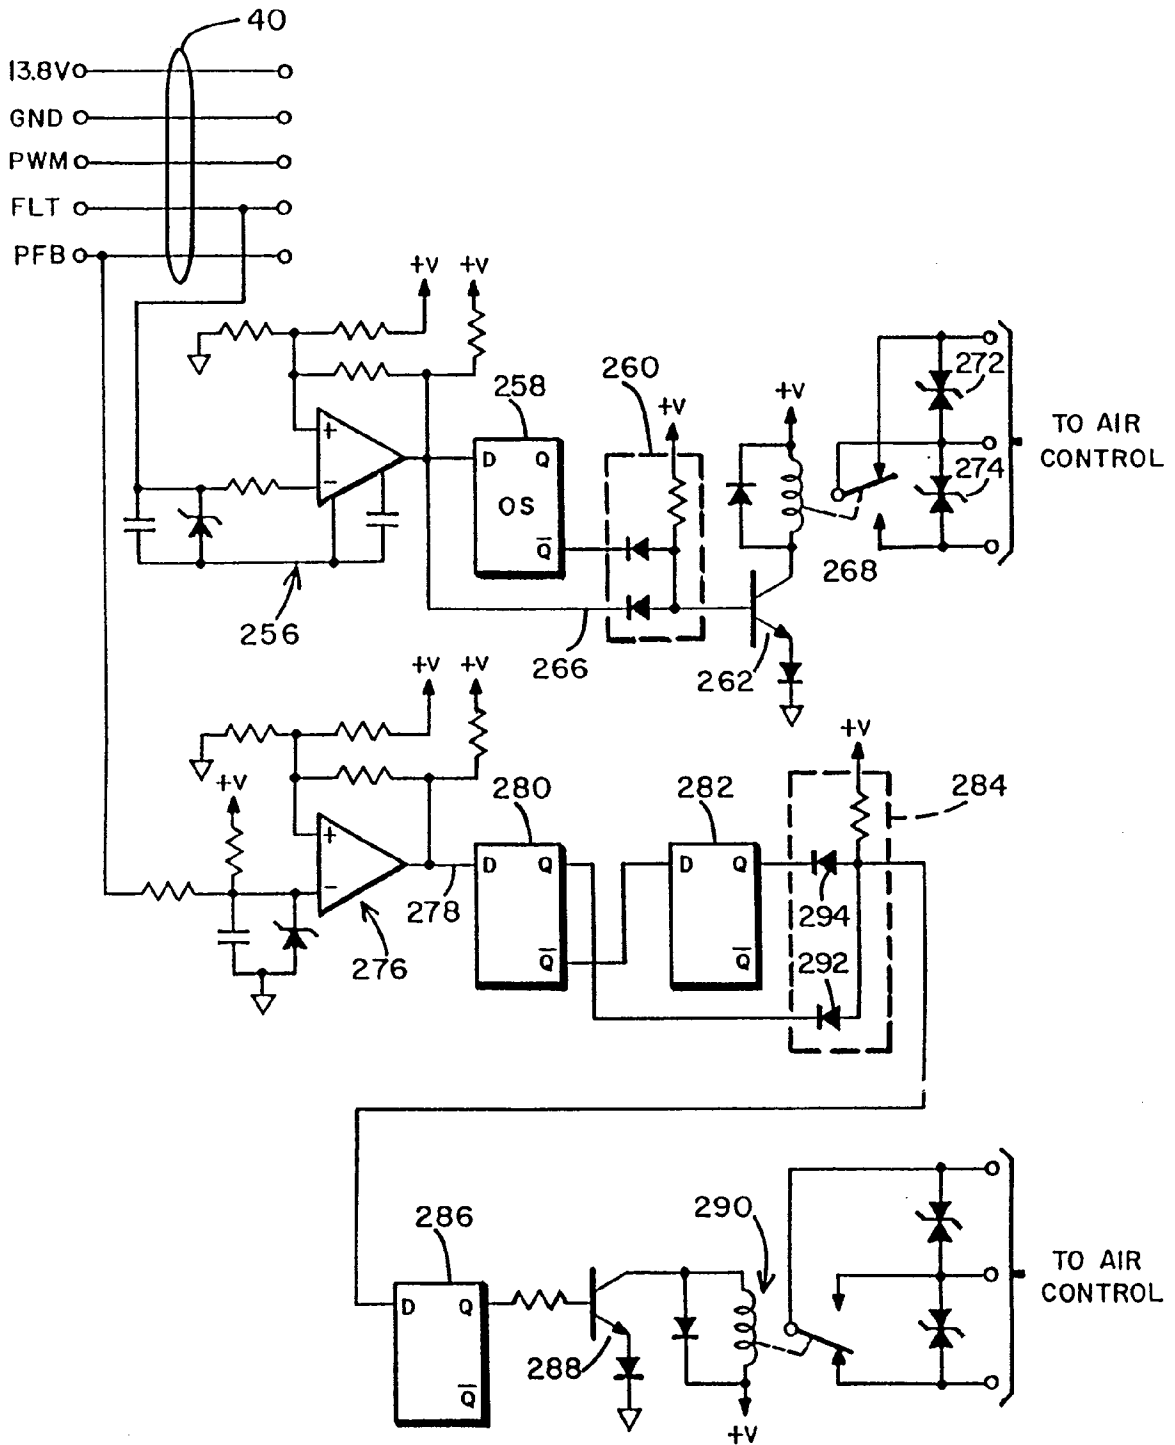 40
13.8V
GND
PWM
FLT
PFB
+V +V
260
258
+V
+V
272
TO AIR
CONTROL
+
D Q
274
−
OS
Q̅
268
256
266
262
+V +V
+V
+V
280
282
284
+
D Q
D Q
−
278
294
276
Q̅
Q̅
292
286
290
TO AIR
CONTROL
D Q
288
Q̅
+V